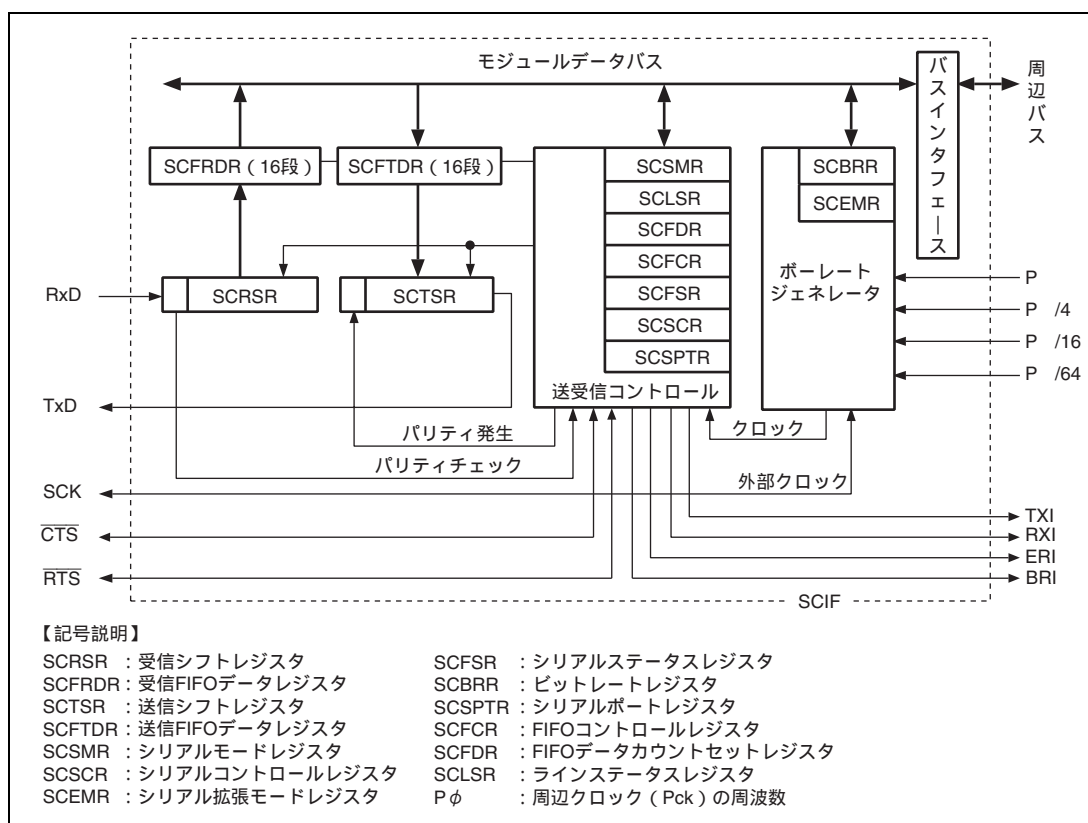 モジュールデータバス
バスインタフェース
周辺バス
SCFRDR（16段）
SCFTDR（16段）
SCSMR
SCLSR
SCFDR
SCFCR
SCFSR
SCSCR
SCSPTR
送受信コントロール
SCBRR
SCEMR
ボーレート
ジェネレータ
RxD
SCRSR
SCTSR
P
P /4
P /16
P /64
TxD
パリティ発生
パリティチェック
クロック
外部クロック
SCK
CTS
RTS
TXI
RXI
ERI
BRI
SCIF
【記号説明】
SCRSR ：受信シフトレジスタ
SCFRDR：受信FIFOデータレジスタ
SCTSR ：送信シフトレジスタ
SCFTDR：送信FIFOデータレジスタ
SCSMR ：シリアルモードレジスタ
SCSCR ：シリアルコントロールレジスタ
SCEMR ：シリアル拡張モードレジスタ
SCFSR ：シリアルステータスレジスタ
SCBRR ：ビットレートレジスタ
SCSPTR：シリアルポートレジスタ
SCFCR ：FIFOコントロールレジスタ
SCFDR ：FIFOデータカウントセットレジスタ
SCLSR ：ラインステータスレジスタ
Pφ ：周辺クロック（Pck）の周波数